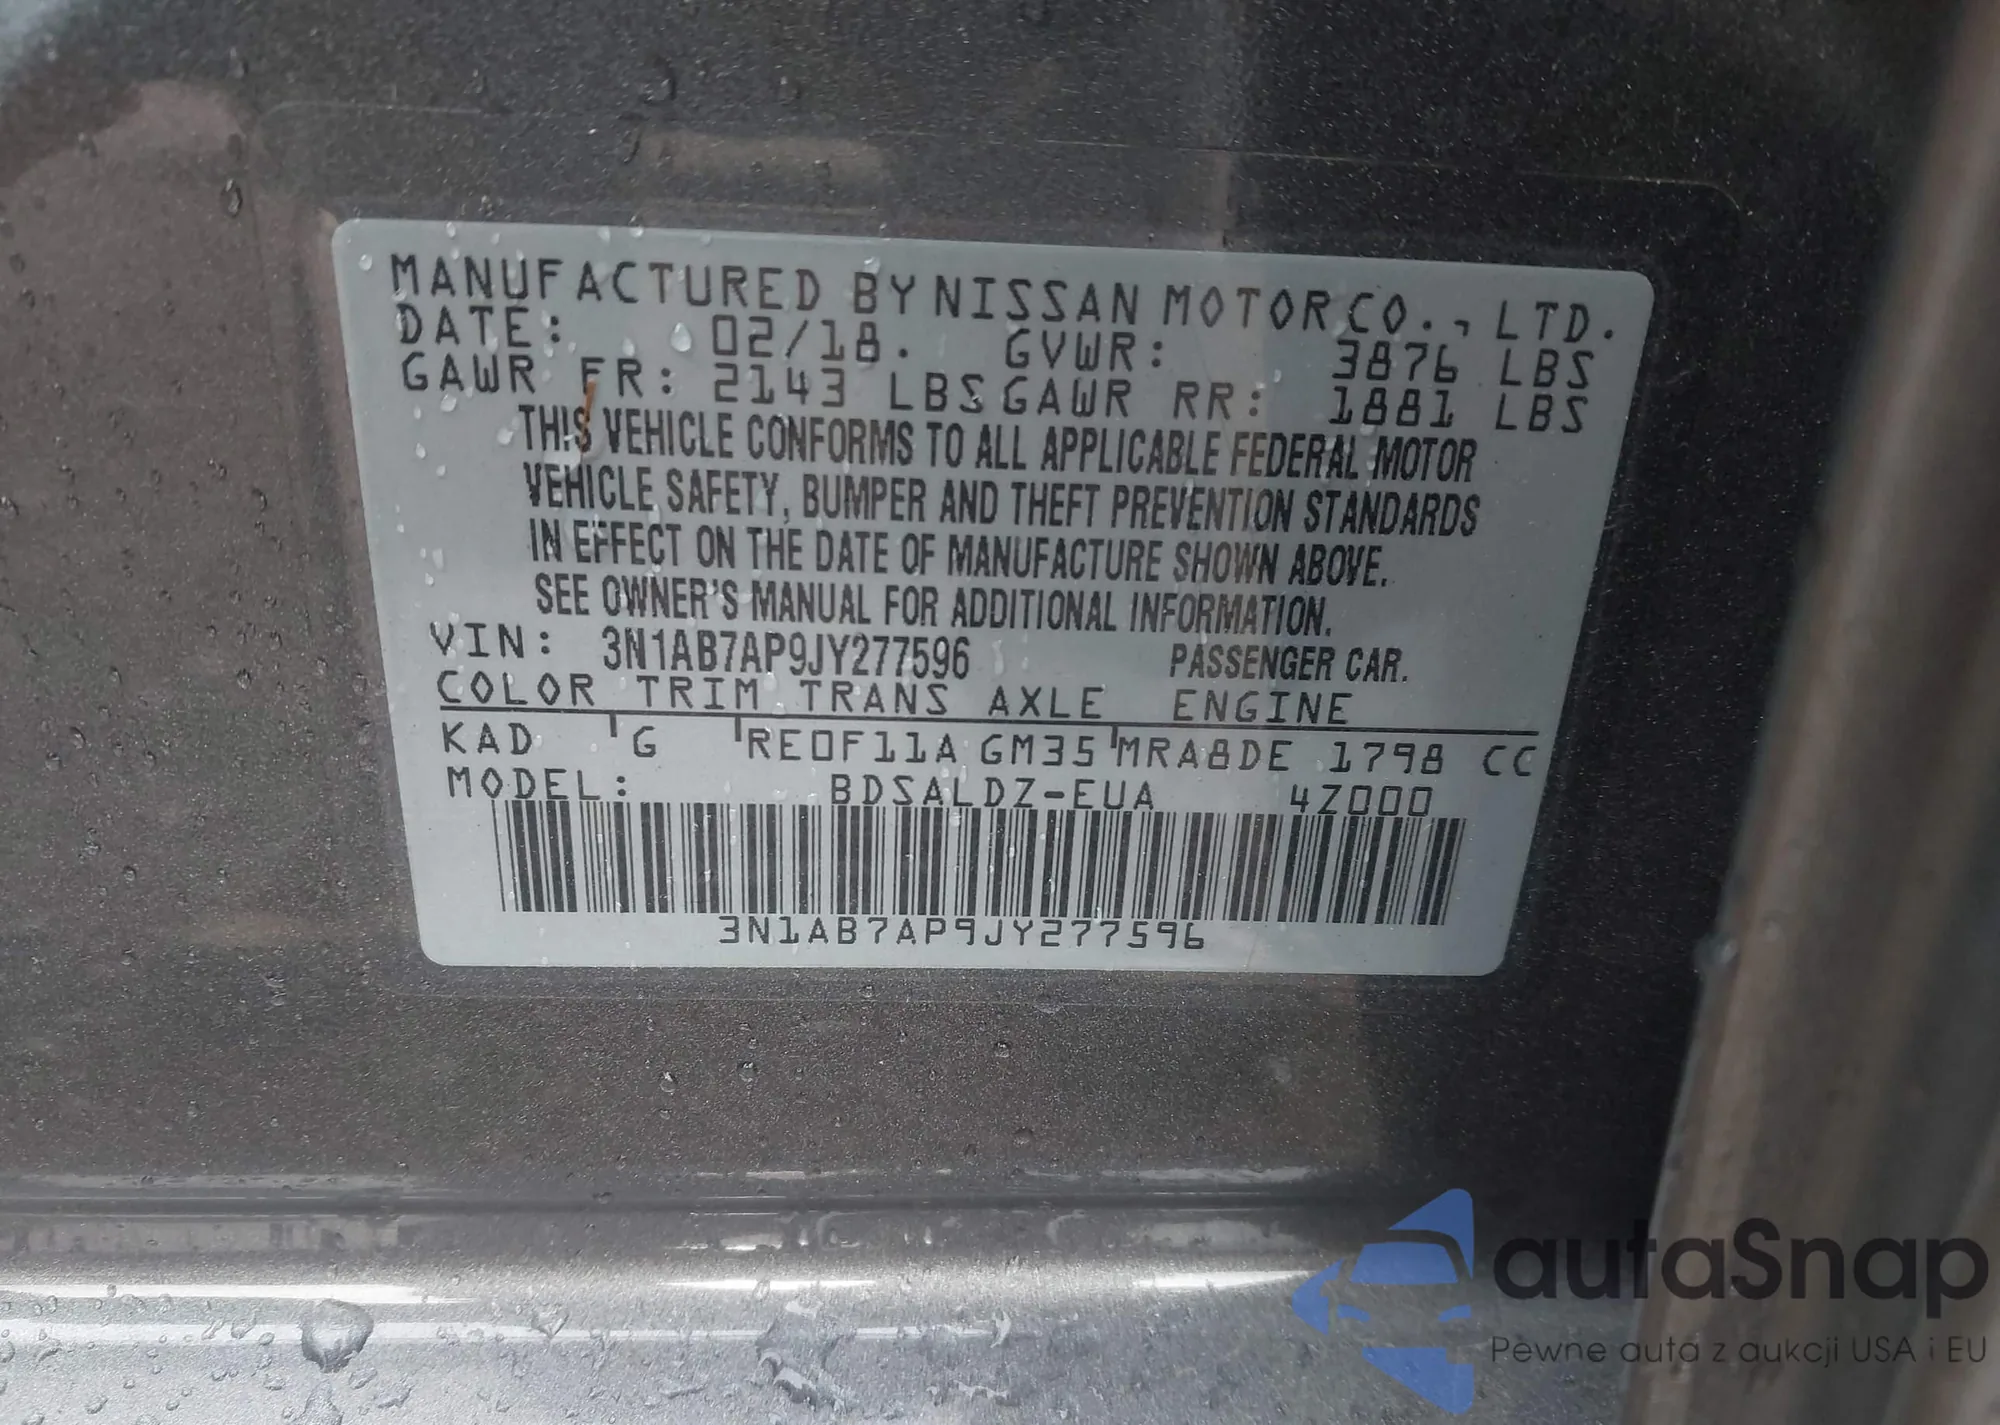 MANUFACTURED BY NISSAN MOTOR CO., LTD.
DATE: 02/18. GVWR: 3876 LBS
GAWR FR: 2143 LBS GAWR RR: 1881 LBS
THIS VEHICLE CONFORMS TO ALL APPLICABLE FEDERAL MOTOR
VEHICLE SAFETY, BUMPER AND THEFT PREVENTION STANDARDS
IN EFFECT ON THE DATE OF MANUFACTURE SHOWN ABOVE.
SEE OWNER'S MANUAL FOR ADDITIONAL INFORMATION.
VIN: 3N1AB7AP9JY277596 PASSENGER CAR.
COLOR TRIM TRANS AXLE ENGINE
KAD G RE0F11A GM35 MRA8DE 1798 CC
MODEL: BDSALDZ-EUA 4Z000
3N1AB7AP9JY277596
autaSnap
Pewne auta z aukcji USA i EU